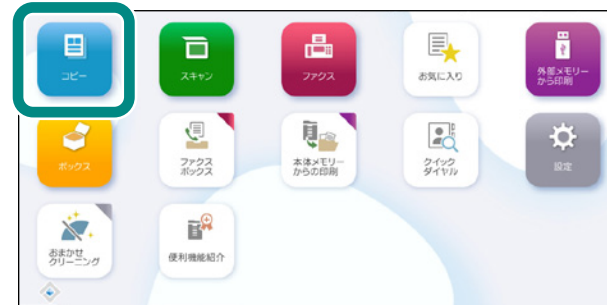 コピー
スキャン
ファクス
お気に入り
外部メモリー
から印刷
ボックス
ファクス
ボックス
本体メモリー
からの印刷
クイック
ダイヤル
設定
おまかせ
クリーニング
便利機能紹介